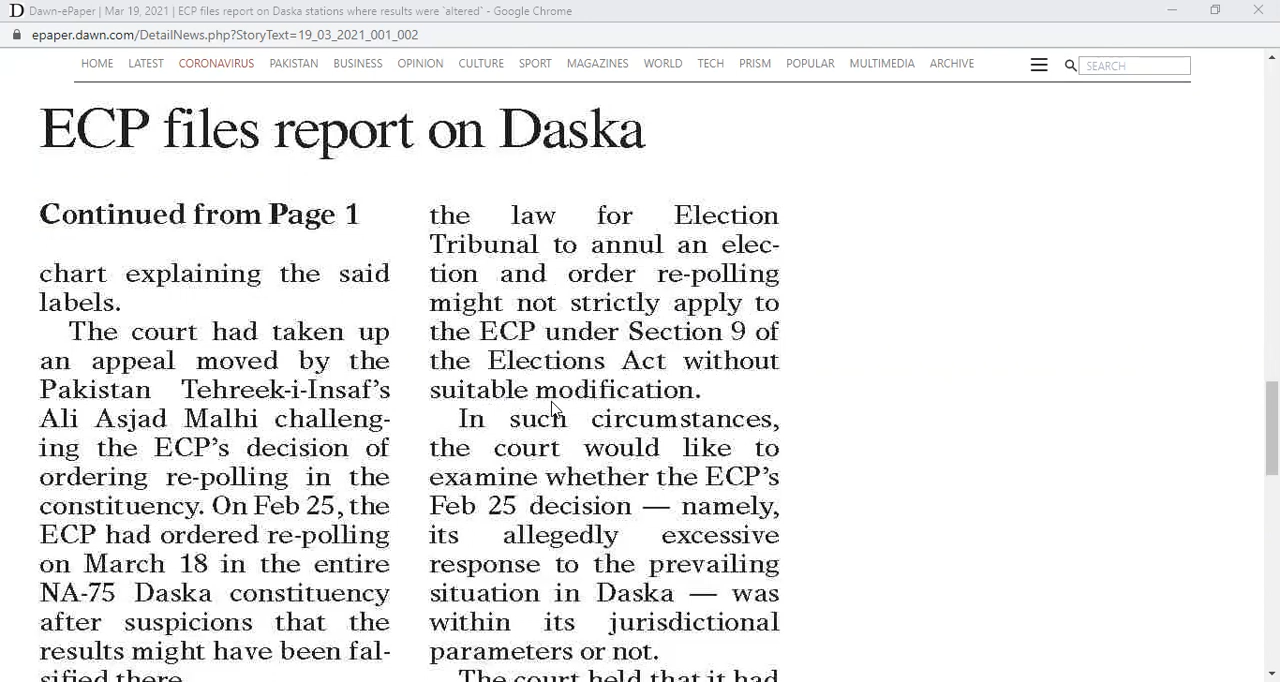 D Dawn-ePaper | Mar 19, 2021 | ECP files report on Daska stations where results were `altered` - Google Chrome
epaper.dawn.com/DetailNews.php?StoryText=19_03_2021_001_002
HOME LATEST CORONAVIRUS PAKISTAN BUSINESS OPINION CULTURE SPORT MAGAZINES WORLD TECH PRISM POPULAR MULTIMEDIA ARCHIVE SEARCH
ECP files report on Daska
Continued from Page 1
chart explaining the said
labels.
The court had taken up
an appeal moved by the
Pakistan Tehreek-i-Insaf's
Ali Asjad Malhi challeng-
ing the ECP's decision of
ordering re-polling in the
constituency. On Feb 25, the
ECP had ordered re-polling
on March 18 in the entire
NA-75 Daska constituency
after suspicions that the
results might have been fal-
sified there.
the law for Election
Tribunal to annul an elec-
tion and order re-polling
might not strictly apply to
the ECP under Section 9 of
the Elections Act without
suitable modification.
In such circumstances,
the court would like to
examine whether the ECP's
Feb 25 decision — namely,
its allegedly excessive
response to the prevailing
situation in Daska — was
within its jurisdictional
parameters or not.
The court held that it had